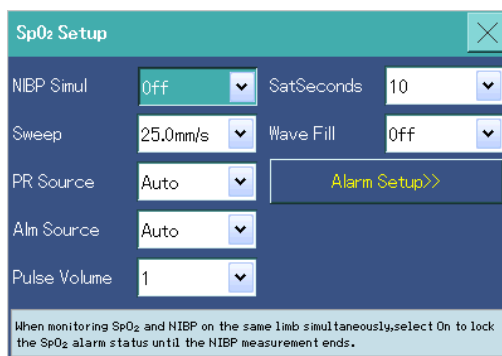 SpO₂ Setup
NIBP Simul Off SatSeconds 10
Sweep 25.0mm/s Wave Fill Off
PR Source Auto Alarm Setup>>
Alm Source Auto
Pulse Volume 1
When monitoring SpO₂ and NIBP on the same limb simultaneously,select On to lock
the SpO₂ alarm status until the NIBP measurement ends.